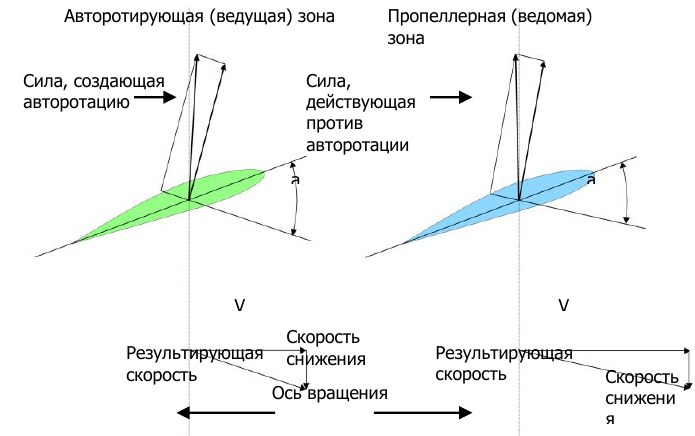 Авторотирующая (ведущая) зона
Пропеллерная (ведомая)
зона
Сила, создающая
авторотацию
Сила,
действующая
против
авторотации
a
a
V
V
Результирующая
скорость
Скорость
снижения
Результирующая
скорость
Скорость
снижени
я
Ось вращения